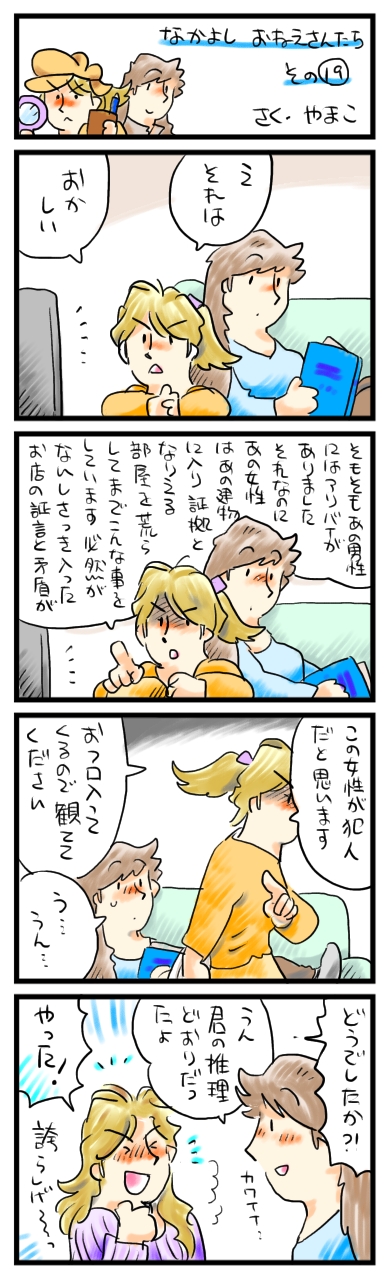 なかよし おねえさんたち
その⑲
さく・やまこ
ミ
それは
おか
しい
そもそもあの男性
にはアリバイが
ありました
それなのに
あの女性
はあの建物
に入り証拠と
なりえる
部屋を荒ら
してまでこんな事を
しています 必然が
ないしさっき入った
お店の証言と矛盾が
この女性が犯人
だと思います
おフロ入って
くるので観てて
ください
う…
うん…
どうでしたか?!
うん
君の推理
どおりだっ
たよ
カワイイ…
やった!
誇らしげ〜っ